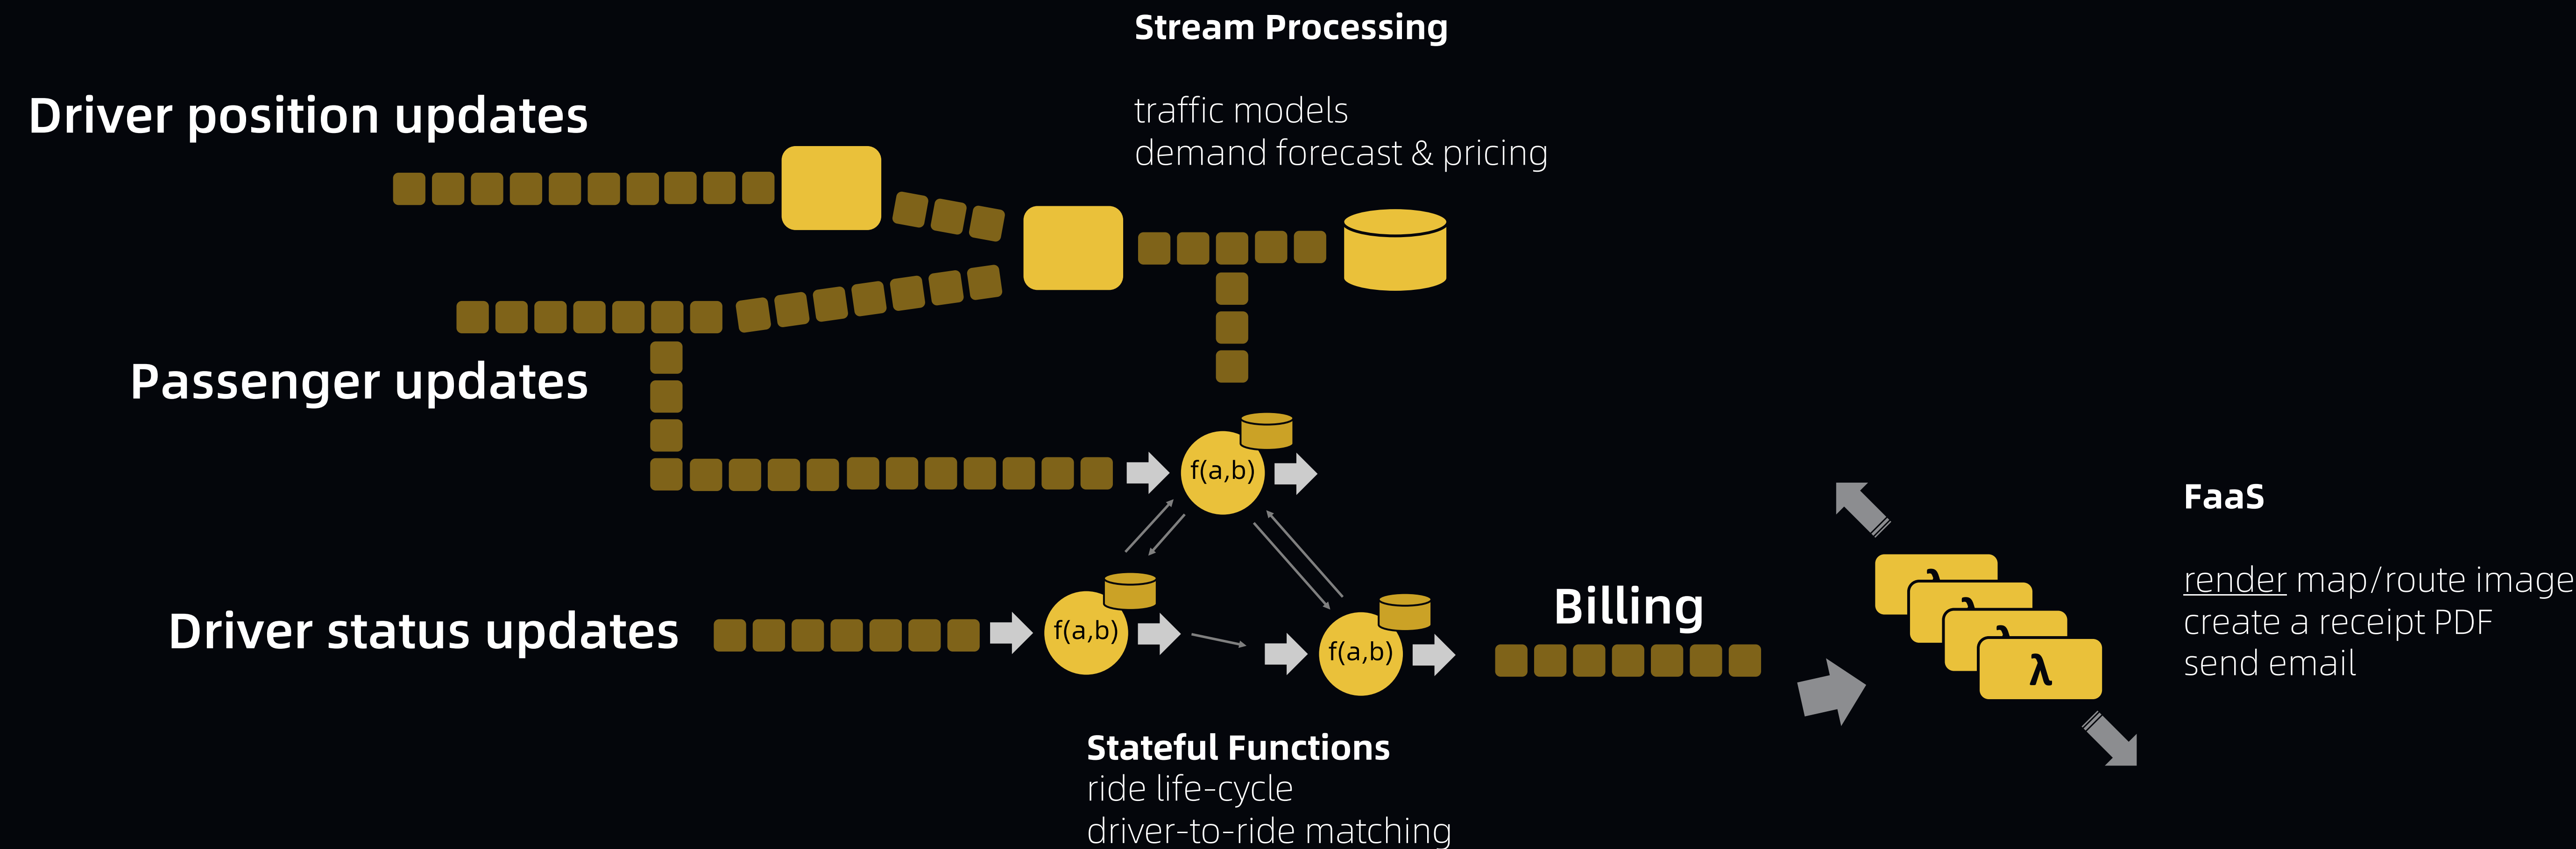 Stream Processing
traffic models
demand forecast & pricing
Driver position updates
Passenger updates
f(a,b)
Driver status updates
f(a,b)
f(a,b)
Billing
Stateful Functions
ride life-cycle
driver-to-ride matching
λ
λ
λ
λ
FaaS
render map/route image
create a receipt PDF
send email